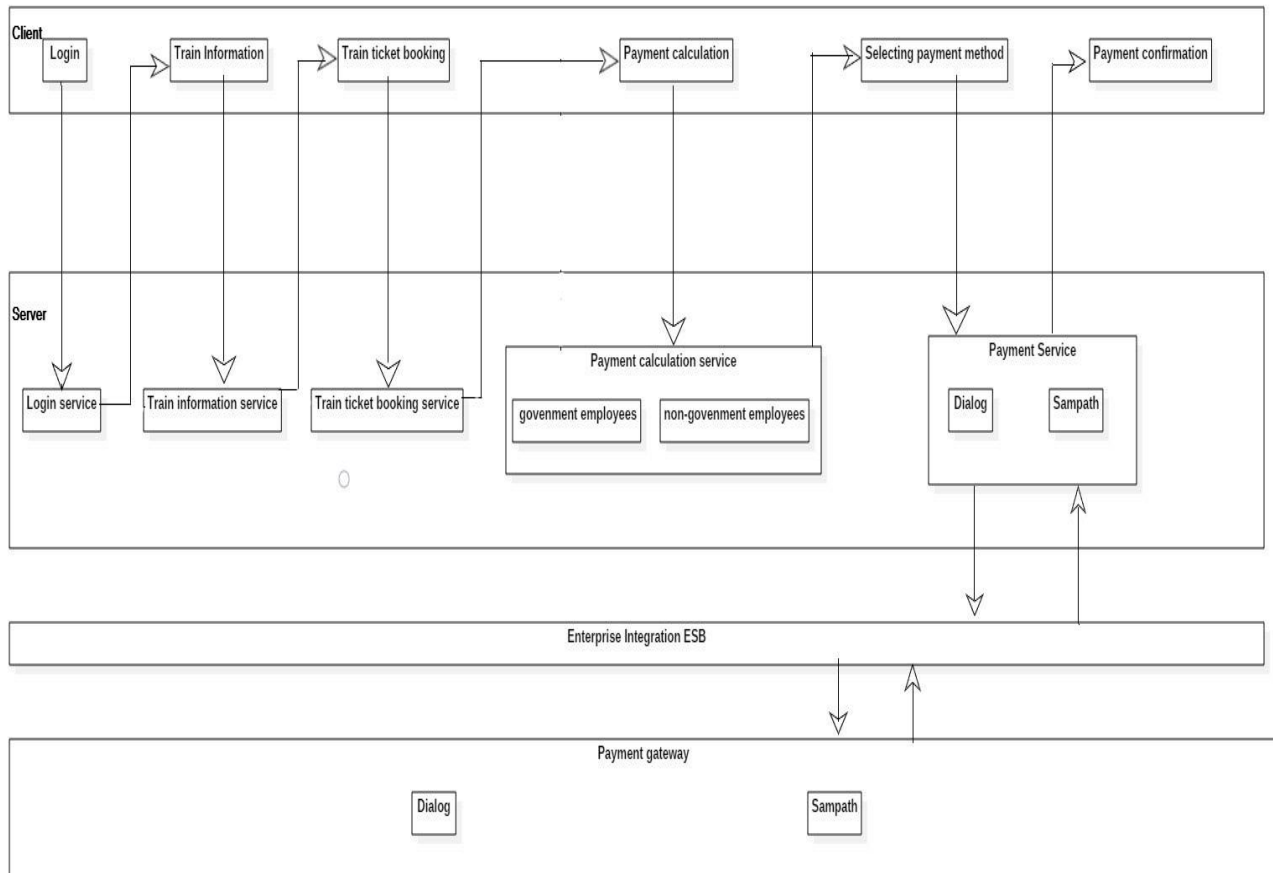 Client
Login
Train Information
Train ticket booking
Payment calculation
Selecting payment method
Payment confirmation
Server
Login service
Train information service
Train ticket booking service
Payment calculation service
govenment employees
non-govenment employees
Payment Service
Dialog
Sampath
Enterprise Integration ESB
Payment gateway
Dialog
Sampath